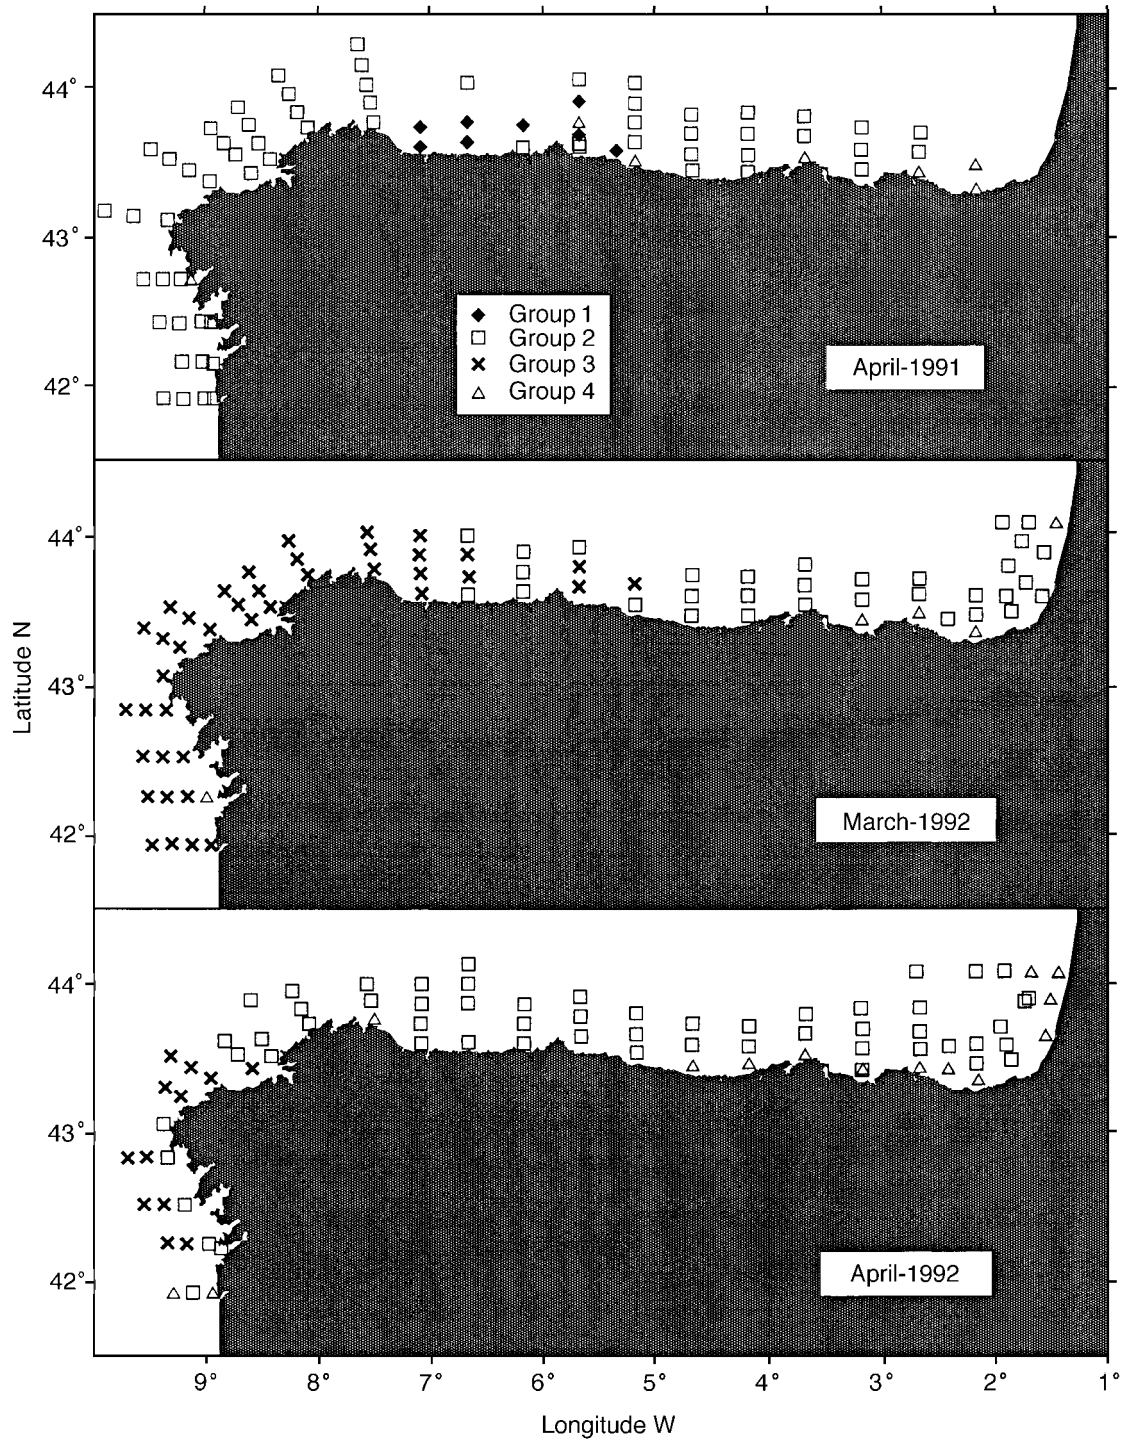 44°
43°
42°
Group 1
Group 2
Group 3
Group 4
April-1991
44°
43°
42°
Latitude N
March-1992
44°
43°
42°
April-1992
9° 8° 7° 6° 5° 4° 3° 2° 1°
Longitude W